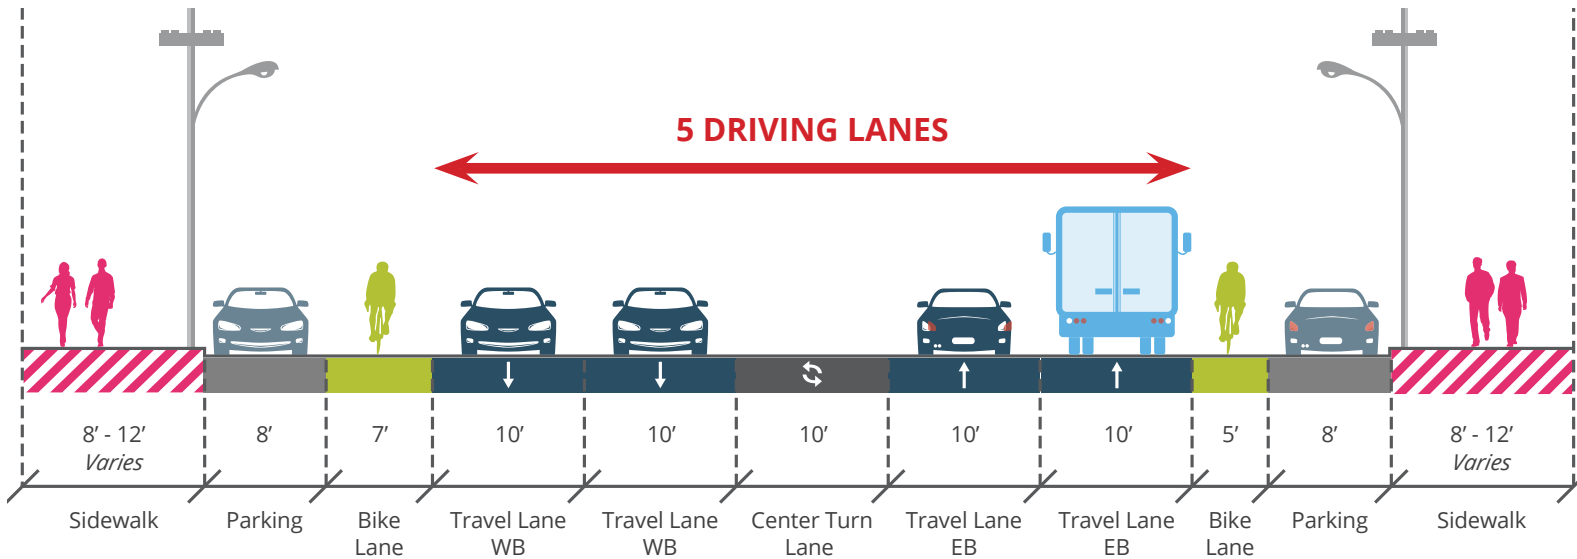 5 DRIVING LANES
8’ - 12’
Varies
8’
7’
10’
10’
10’
10’
10’
5’
8’
8’ - 12’
Varies
Sidewalk
Parking
Bike
Lane
Travel Lane
WB
Travel Lane
WB
Center Turn
Lane
Travel Lane
EB
Travel Lane
EB
Bike
Lane
Parking
Sidewalk